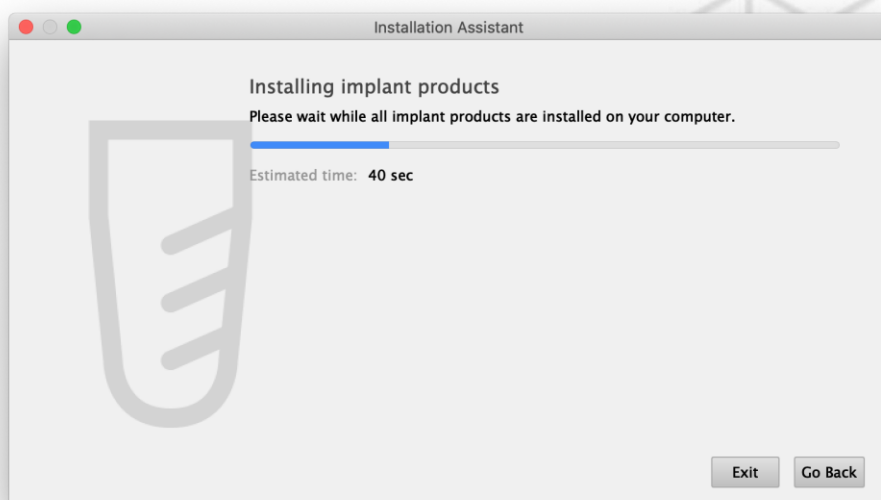 Installation Assistant
Installing implant products
Please wait while all implant products are installed on your computer.
Estimated time: 40 sec
Exit Go Back